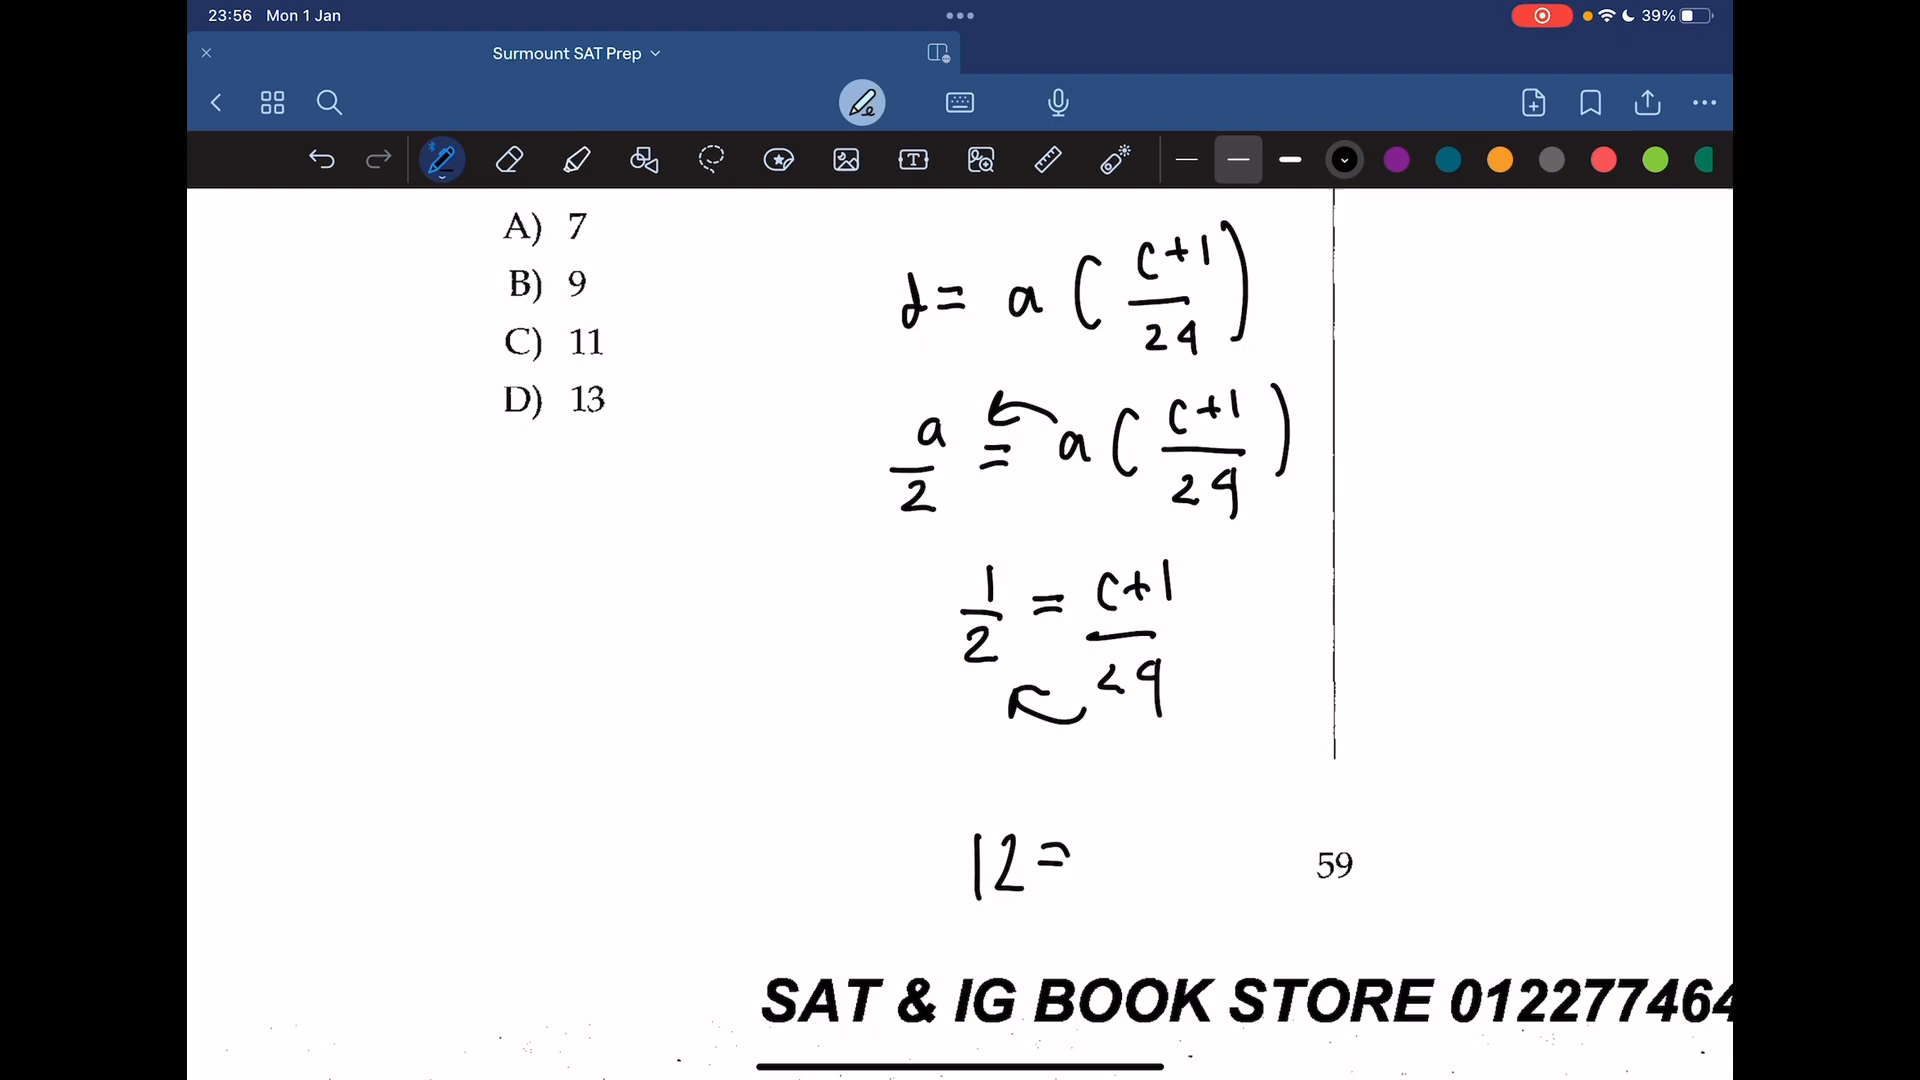 23:56 Mon 1 Jan
39%
Surmount SAT Prep
A) 7
B) 9
C) 11
D) 13
d = a ( c+1 / 24 )
a / 2 = a ( c+1 / 24 )
1 / 2 = c+1 / 24
12 =
59
SAT & IG BOOK STORE 012277464